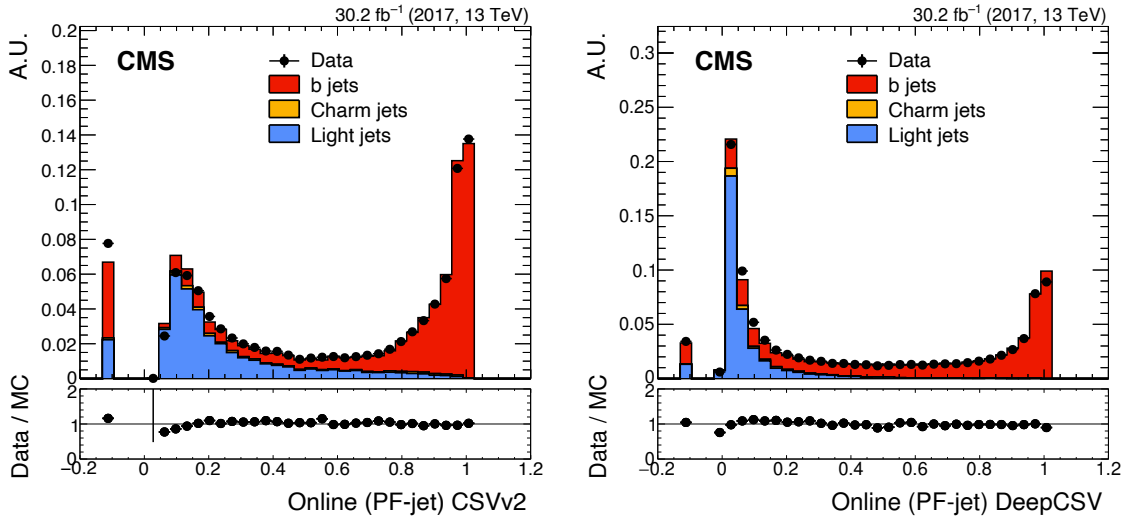 30.2 fb⁻¹ (2017, 13 TeV)
A.U.
CMS
Data
b jets
Charm jets
Light jets
0.2
0.18
0.16
0.14
0.12
0.1
0.08
0.06
0.04
0.02
0
Data / MC
2
1
0
−0.2 0 0.2 0.4 0.6 0.8 1 1.2
Online (PF-jet) CSVv2
30.2 fb⁻¹ (2017, 13 TeV)
A.U.
CMS
Data
b jets
Charm jets
Light jets
0.3
0.25
0.2
0.15
0.1
0.05
0
Data / MC
2
1
0
−0.2 0 0.2 0.4 0.6 0.8 1 1.2
Online (PF-jet) DeepCSV